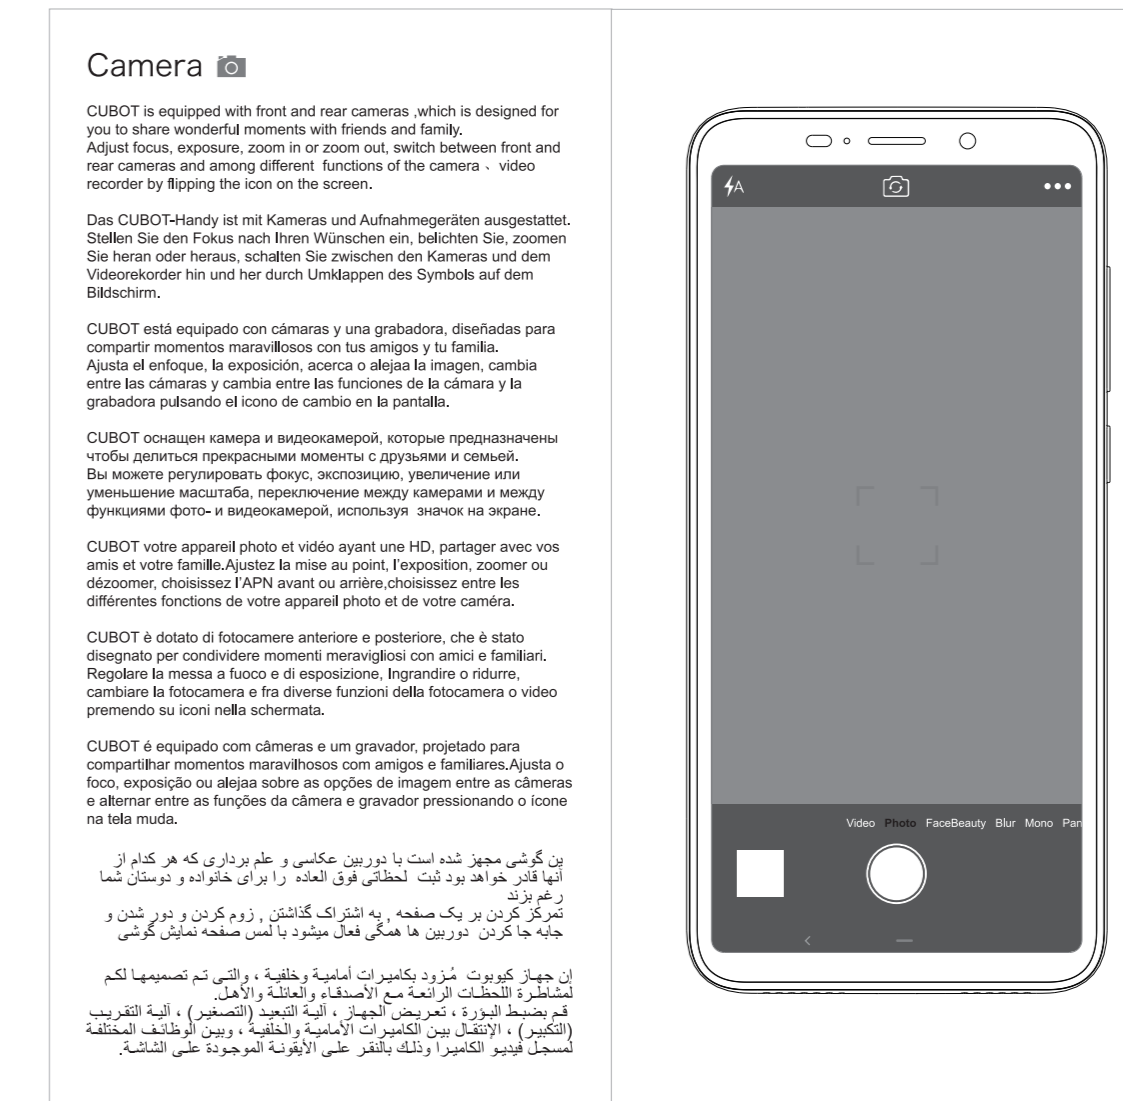 Camera
CUBOT is equipped with front and rear cameras ,which is designed for
you to share wonderful moments with friends and family.
Adjust focus, exposure, zoom in or zoom out, switch between front and
rear cameras and among different functions of the camera 、video
recorder by flipping the icon on the screen.
Das CUBOT-Handy ist mit Kameras und Aufnahmegeräten ausgestattet.
Stellen Sie den Fokus nach Ihren Wünschen ein, belichten Sie, zoomen
Sie heran oder heraus, schalten Sie zwischen den Kameras und dem
Videorekorder hin und her durch Umklappen des Symbols auf dem
Bildschirm.
CUBOT está equipado con cámaras y una grabadora, diseñadas para
compartir momentos maravillosos con tus amigos y tu familia.
Ajusta el enfoque, la exposición, acerca o alejaa la imagen, cambia
entre las cámaras y cambia entre las funciones de la cámara y la
grabadora pulsando el icono de cambio en la pantalla.
CUBOT оснащен камера и видеокамерой, которые предназначены
чтобы делиться прекрасными моменты с друзьями и семьей.
Вы можете регулировать фокус, экспозицию, увеличение или
уменьшение масштаба, переключение между камерами и между
функциями фото- и видеокамерой, используя значок на экране.
CUBOT votre appareil photo et vidéo ayant une HD, partager avec vos
amis et votre famille.Ajustez la mise au point, l'exposition, zoomer ou
dézoomer, choisissez l'APN avant ou arrière,choisissez entre les
différentes fonctions de votre appareil photo et de votre caméra.
CUBOT è dotato di fotocamere anteriore e posteriore, che è stato
disegnato per condividere momenti meravigliosi con amici e familiari.
Regolare la messa a fuoco e di esposizione, Ingrandire o ridurre,
cambiare la fotocamera e fra diverse funzioni della fotocamera o video
premendo su iconi nella schermata.
CUBOT é equipado com câmeras e um gravador, projetado para
compartilhar momentos maravilhosos com amigos e familiares.Ajusta o
foco, exposição ou alejaa sobre as opções de imagem entre as câmeras
e alternar entre as funções da câmera e gravador pressionando o ícone
na tela muda.
ین گوشی مجهز شده است با دوربین عکاسی و علم برداری که هر کدام از
آنها قادر خواهد بود ثبت لحظاتی فوق العاده را برای خانواده و دوستان شما
رغم بزند
تمرکز کردن بر یک صفحه , به اشتراک گذاشتن , زوم کردن و دور شدن و
جابه جا کردن دوربین ها همگی فعال میشود با لمس صفحه نمایش گوشی
إن جهاز كيوبوت مُزود بكاميرات أمامية وخلفية ، والتى تم تصميمها لكم
لمشاطرة اللحظات الرائعة مع الأصدقاء والعائلة والأهل.
قم بضبط البؤرة ، تعريض الجهاز ، آلية التبعيد (التصغير) ، آلية التقريب
(التكبير) ، الإنتقال بين الكاميرات الأمامية والخلفية ، وبين الوظائف المختلفة
لمسجل فيديو الكاميرا وذلك بالنقر على الأيقونة الموجودة على الشاشة.
A
Video Photo FaceBeauty Blur Mono Pan